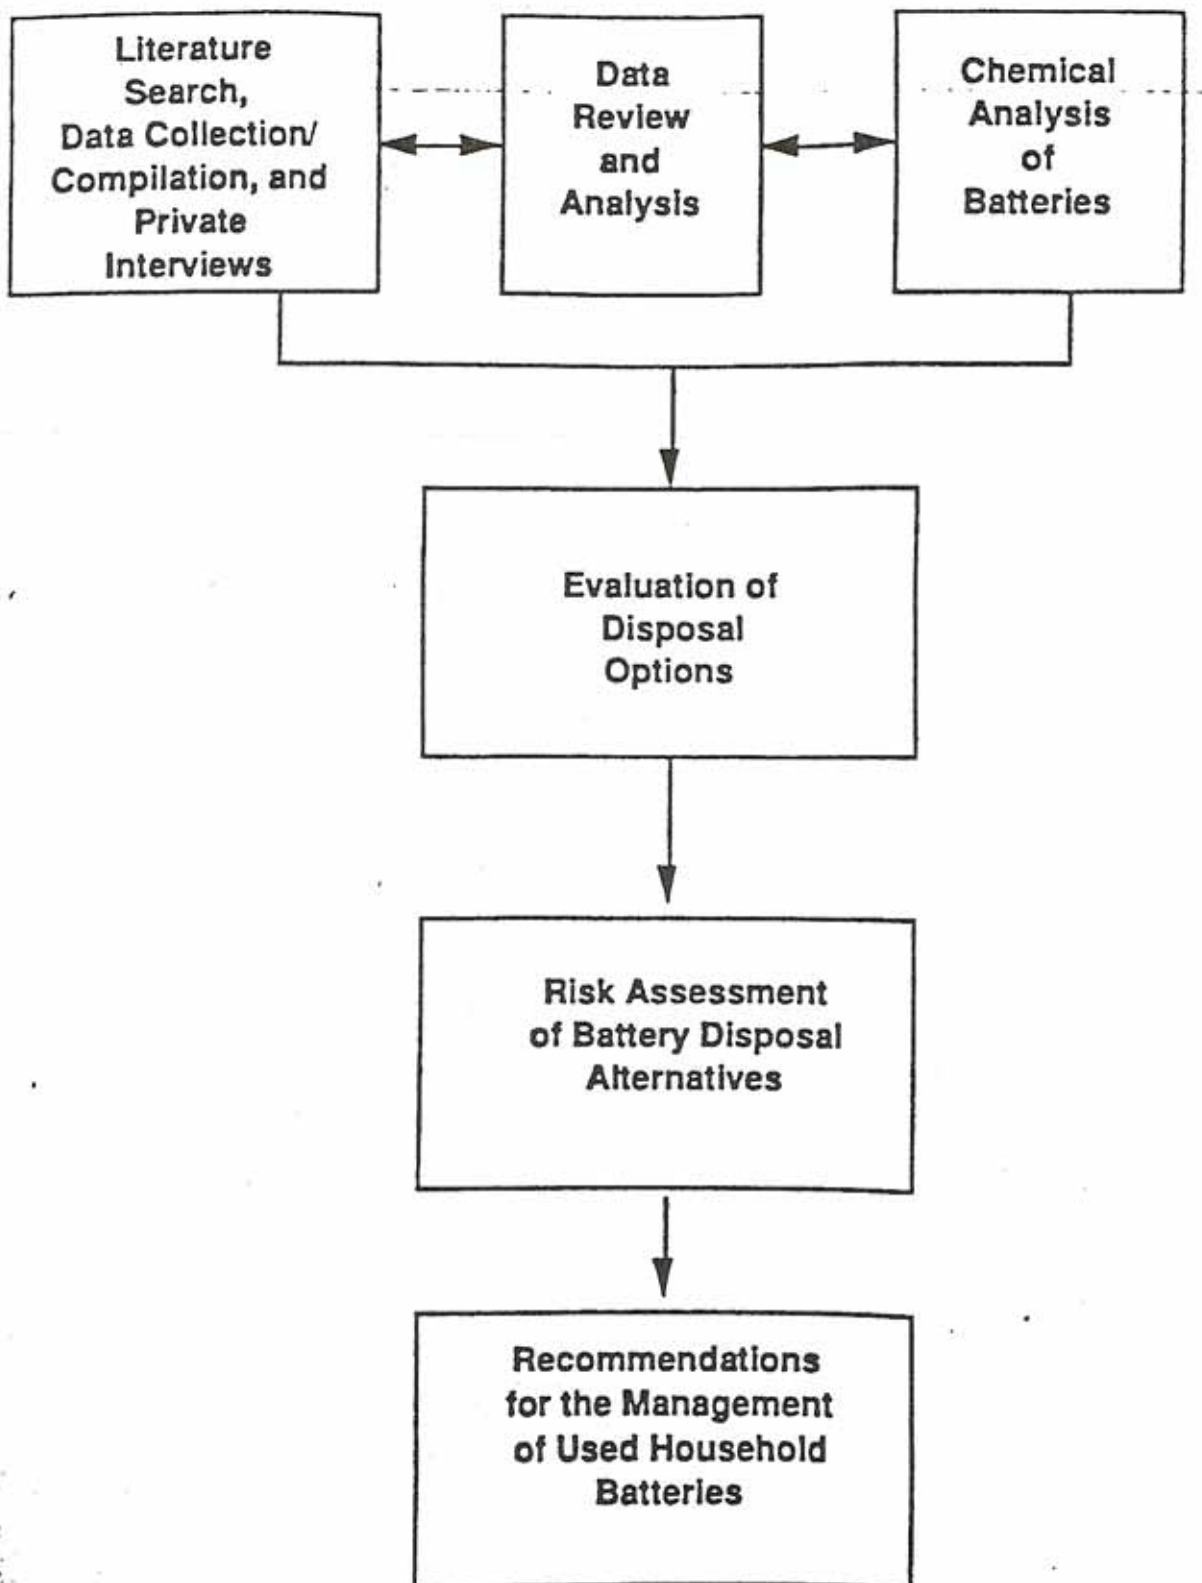 Literature
Search,
Data Collection/
Compilation, and
Private
Interviews
Data
Review
and
Analysis
Chemical
Analysis
of
Batteries
Evaluation of
Disposal
Options
Risk Assessment
of Battery Disposal
Alternatives
Recommendations
for the Management
of Used Household
Batteries